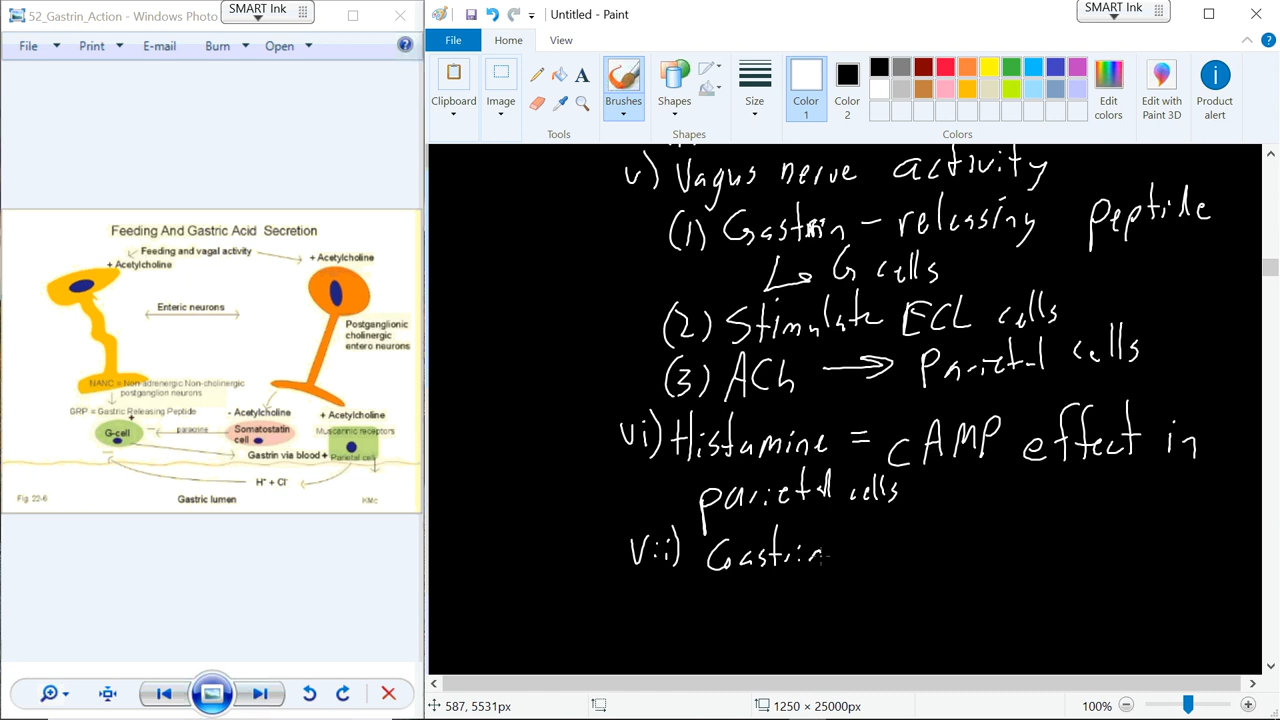 52_Gastrin_Action - Windows Photo
SMART Ink
File Print E-mail Burn Open
Feeding And Gastric Acid Secretion
Feeding and vagal activity
+ Acetylcholine
+ Acetylcholine
Enteric neurons
Postganglionic
cholinergic
entero neurons
NANC = Non adrenergic Non-cholinergic
postganglion neurons
GRP = Gastric Releasing Peptide
- Acetylcholine
+ Acetylcholine
+
Muscarinic receptors
G-cell
paracrine
Somatostatin
cell
Gastrin via blood +
Parietal cell
H+ + Cl-
Fig 22-6
Gastric lumen
KMc
Untitled - Paint
SMART Ink
File Home View
Clipboard
Image
Tools
Brushes
Shapes
Shapes
Size
Color
1
Color
2
Colors
Edit
colors
Edit with
Paint 3D
Product
alert
v) Vagus nerve activity
(1) Gastrin - releasing peptide
G cells
(2) Stimulate ECL cells
(3) ACh → Parietal cells
vi) Histamine = cAMP effect in
parietal cells
vii) Gastrin
587, 5531px
1250 × 25000px
100%